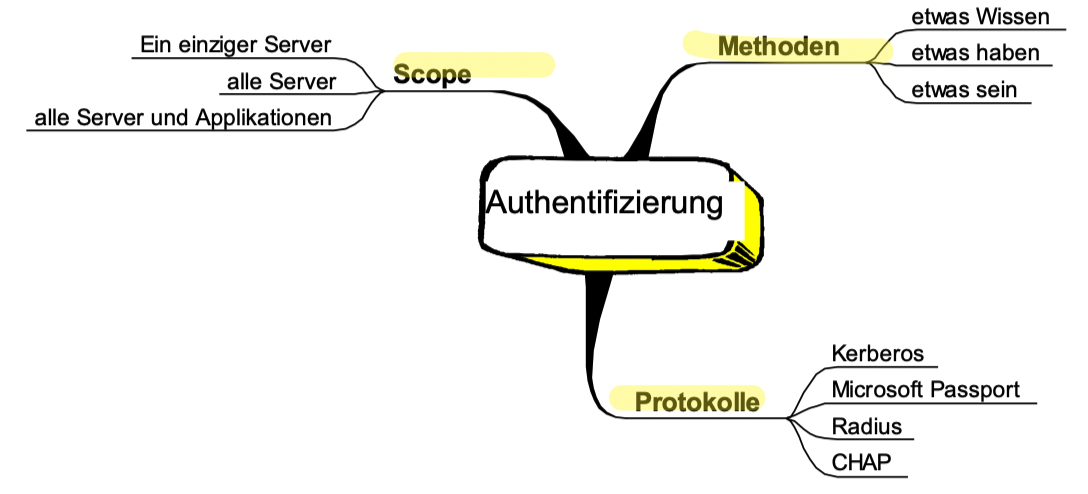 Scope
Ein einziger Server
alle Server
alle Server und Applikationen
Methoden
etwas Wissen
etwas haben
etwas sein
Authentifizierung
Protokolle
Kerberos
Microsoft Passport
Radius
CHAP